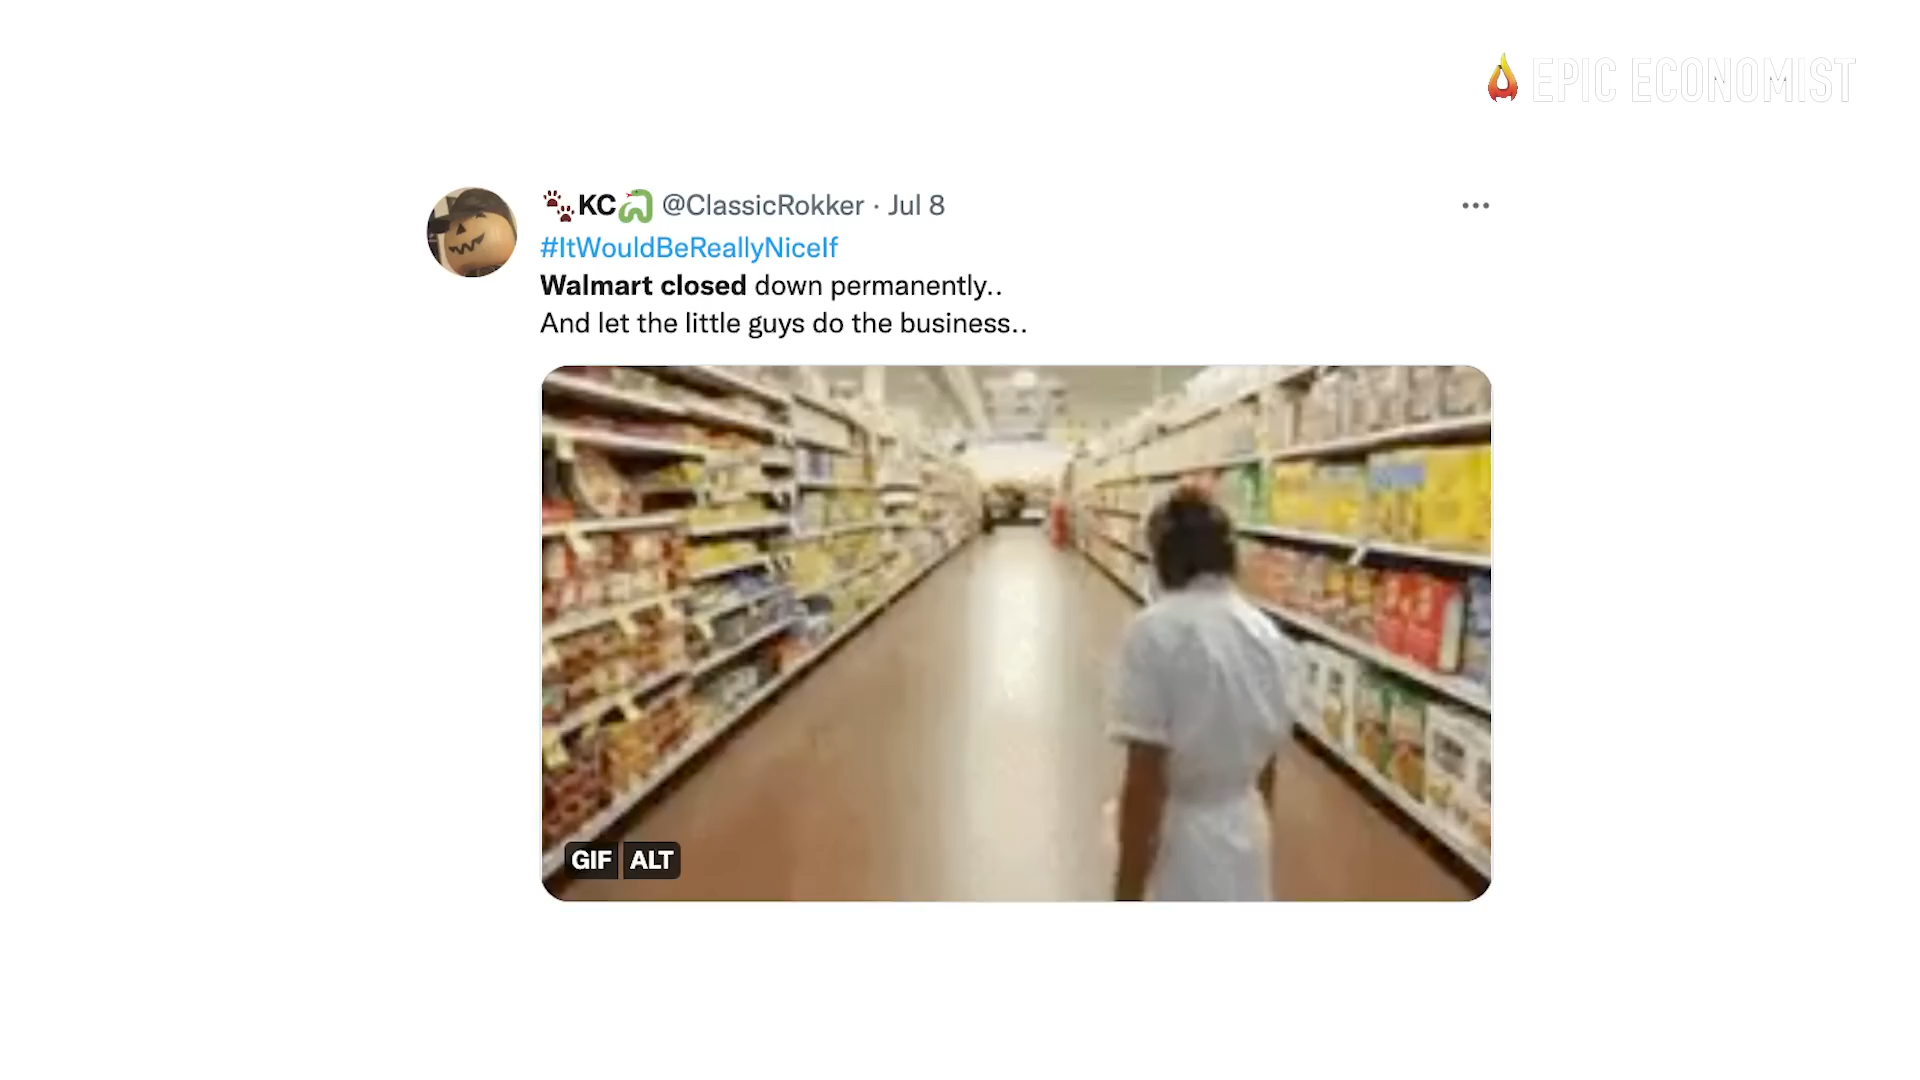 EPIC ECONOMIST
KC @ClassicRokker · Jul 8
#ItWouldBeReallyNiceIf
Walmart closed down permanently..
And let the little guys do the business..
GIF ALT